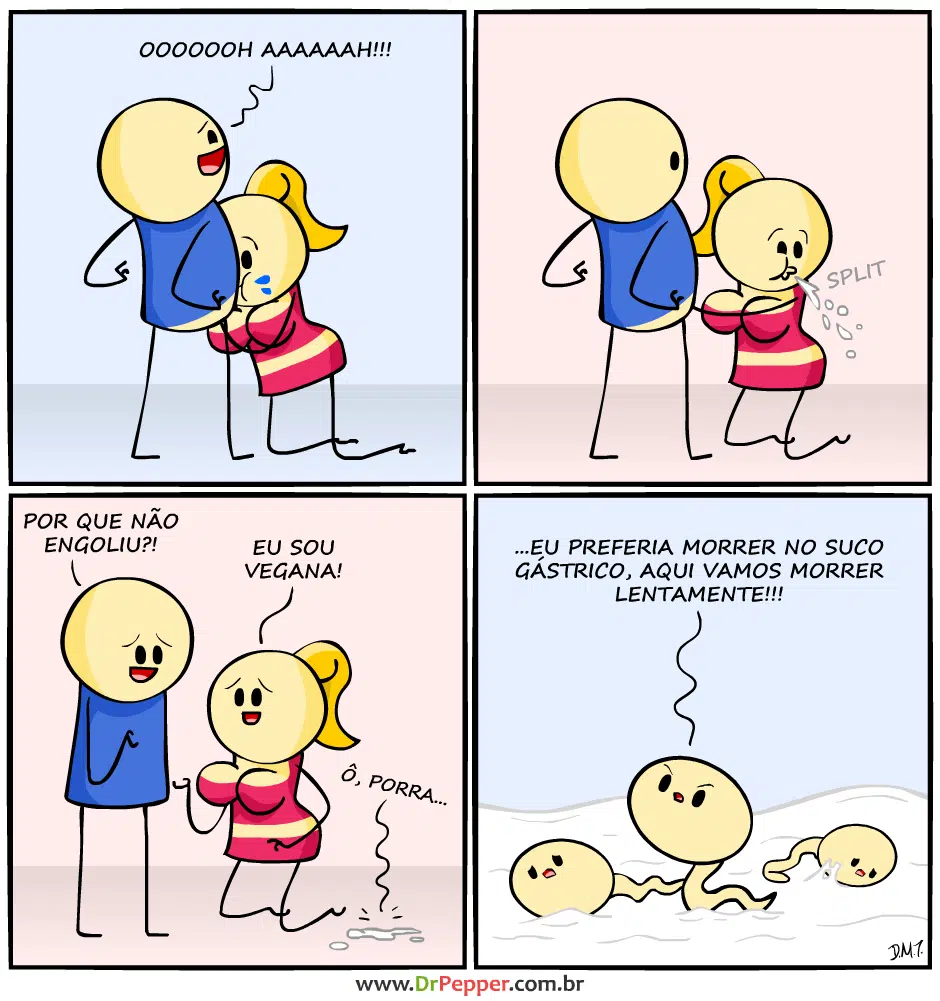 OOOOOOH AAAAAAH!!!
SPLIT
POR QUE NÃO
ENGOLIU?!
EU SOU
VEGANA!
Ô, PORRA...
...EU PREFERIA MORRER NO SUCO
GÁSTRICO, AQUI VAMOS MORRER
LENTAMENTE!!!
D.M.T.
www.DrPepper.com.br